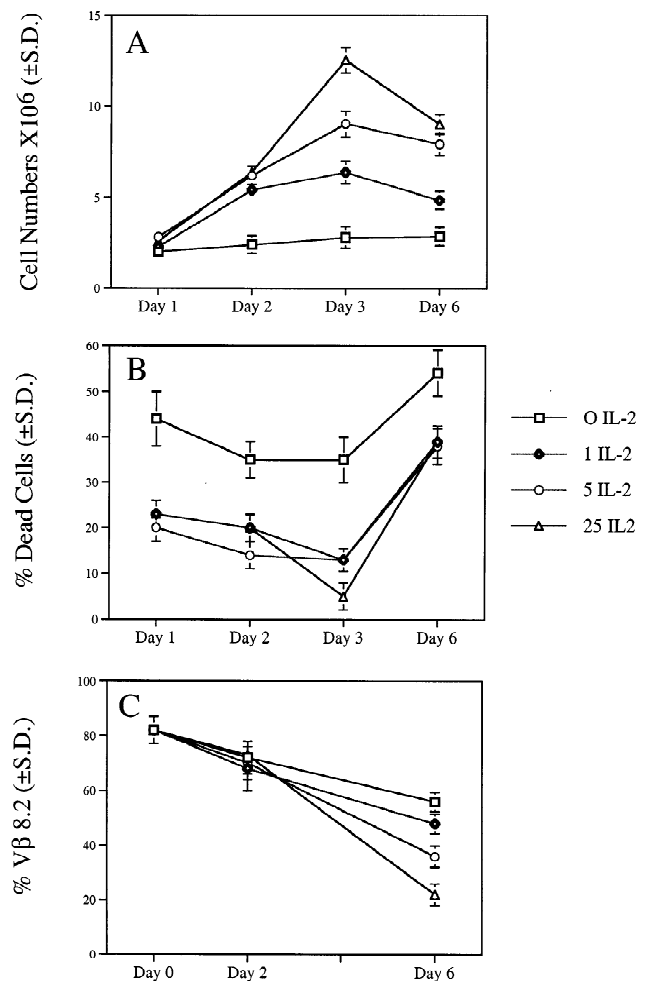 A
Cell Numbers X10⁶ (±S.D.)
15
10
5
0
Day 1 Day 2 Day 3 Day 6
B
% Dead Cells (±S.D.)
60
50
40
30
20
10
0
Day 1 Day 2 Day 3 Day 6
O IL-2
1 IL-2
5 IL-2
25 IL2
C
% Vβ 8.2 (±S.D.)
100
80
60
40
20
0
Day 0 Day 2 Day 6